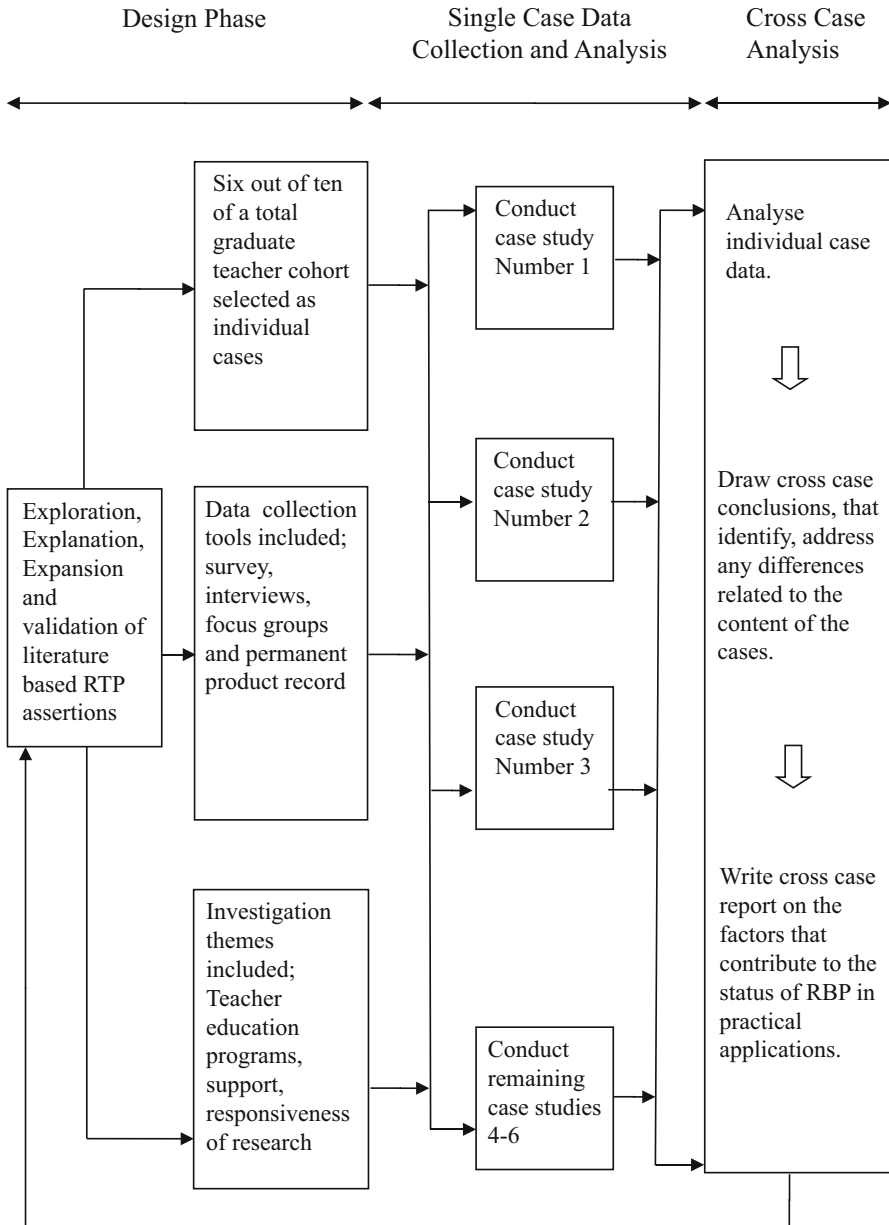 Design Phase
Single Case Data
Collection and Analysis
Cross Case
Analysis
Exploration,
Explanation,
Expansion
and
validation of
literature
based RTP
assertions
Six out of ten
of a total
graduate
teacher cohort
selected as
individual
cases
Data collection
tools included;
survey,
interviews,
focus groups
and permanent
product record
Investigation
themes
included;
Teacher
education
programs,
support,
responsiveness
of research
Conduct
case study
Number 1
Conduct
case study
Number 2
Conduct
case study
Number 3
Conduct
remaining
case studies
4-6
Analyse
individual case
data.
Draw cross case
conclusions, that
identify, address
any differences
related to the
content of the
cases.
Write cross case
report on the
factors that
contribute to the
status of RBP in
practical
applications.